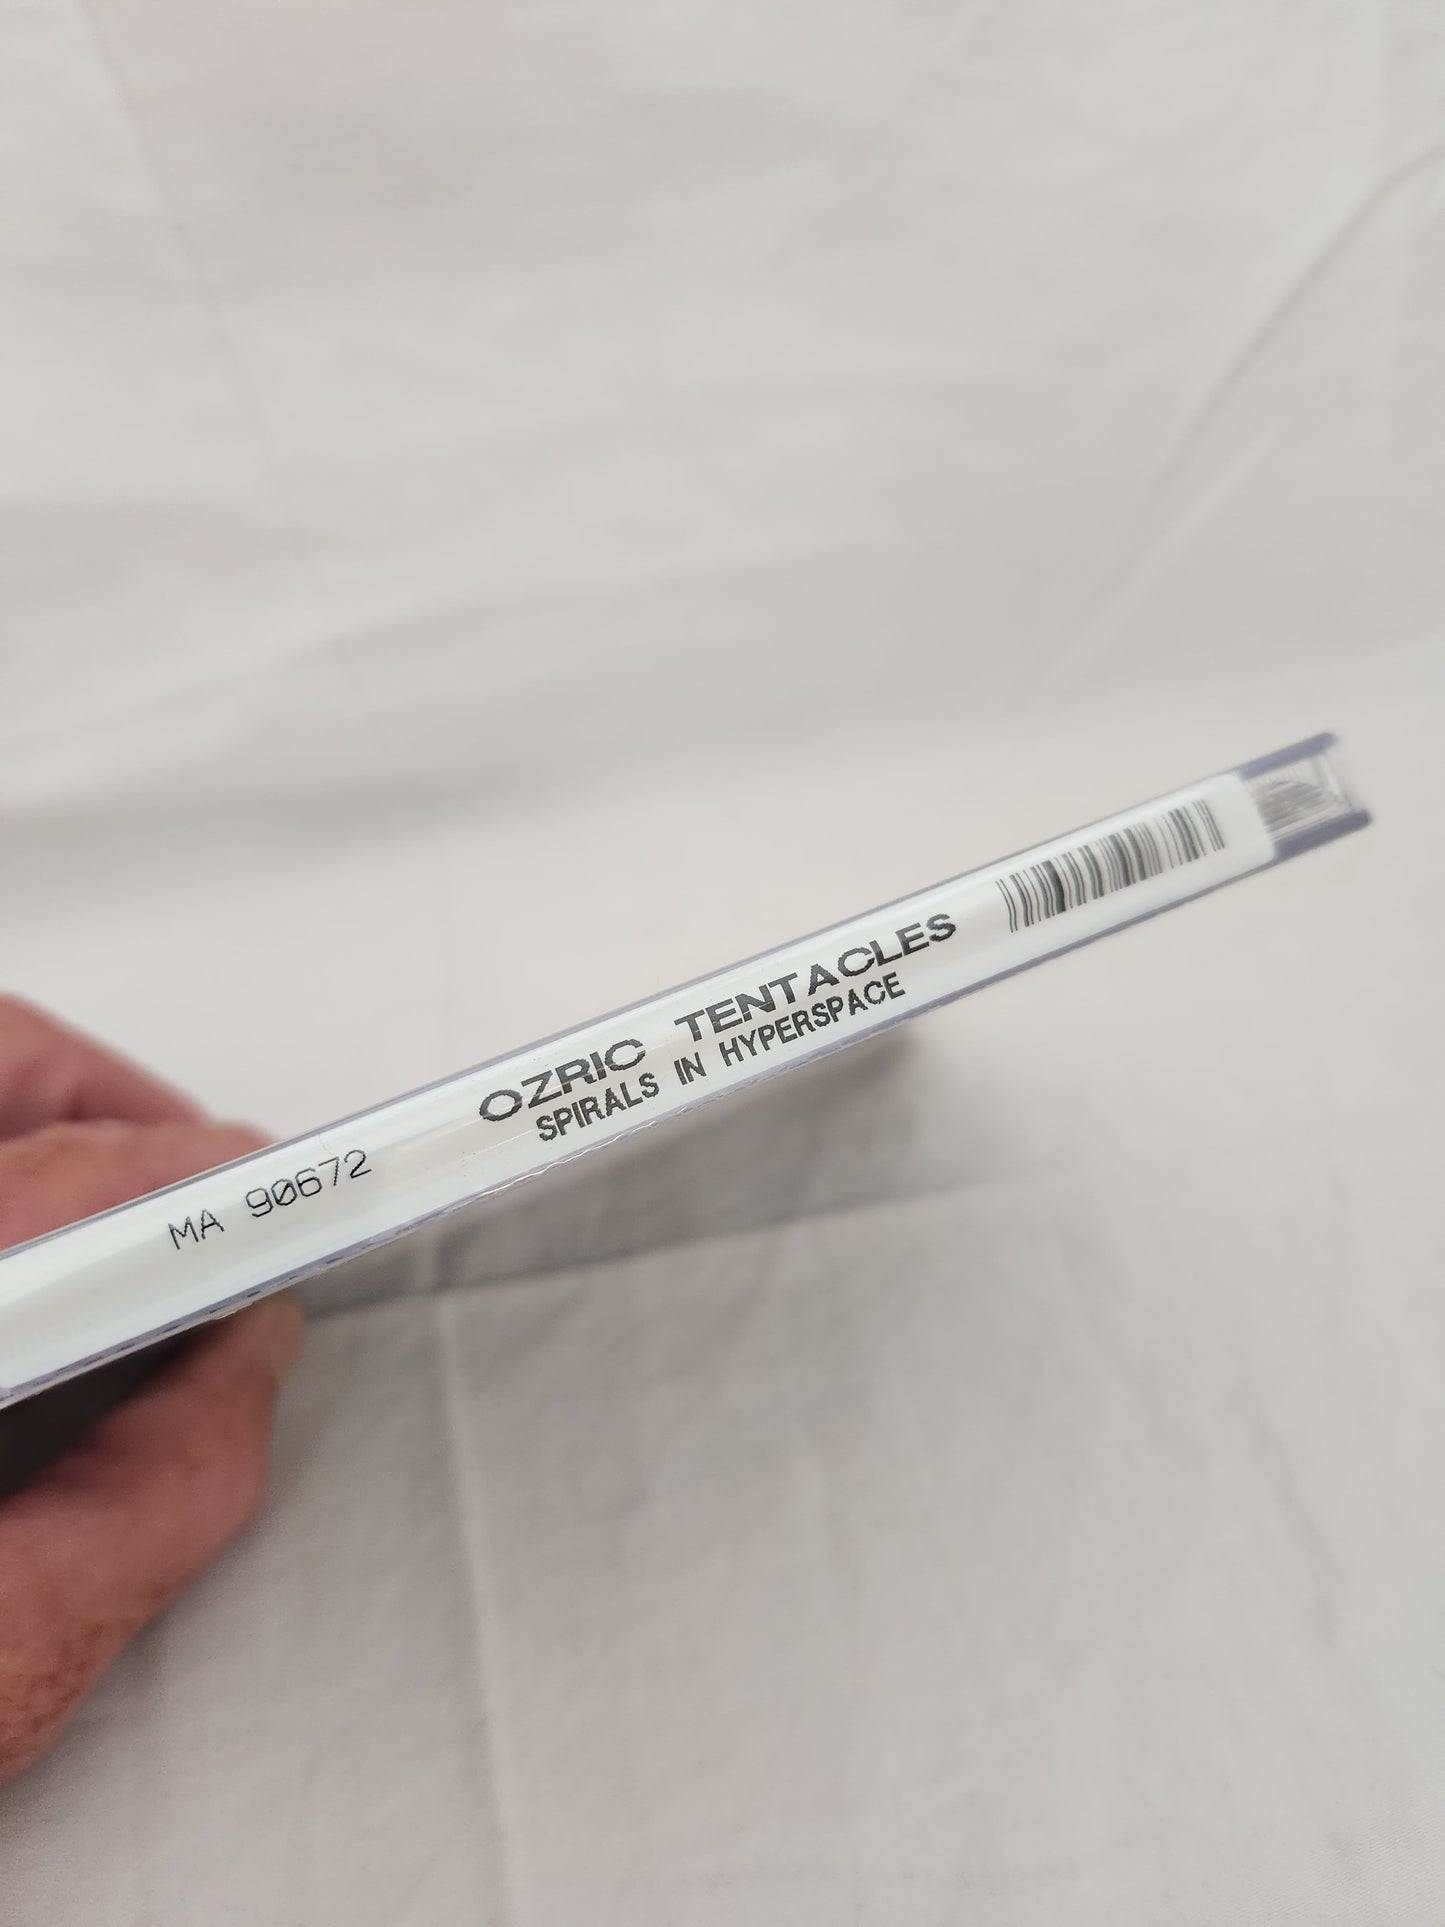 MA 90672
OZRIC TENTACLES
SPIRALS IN HYPERSPACE